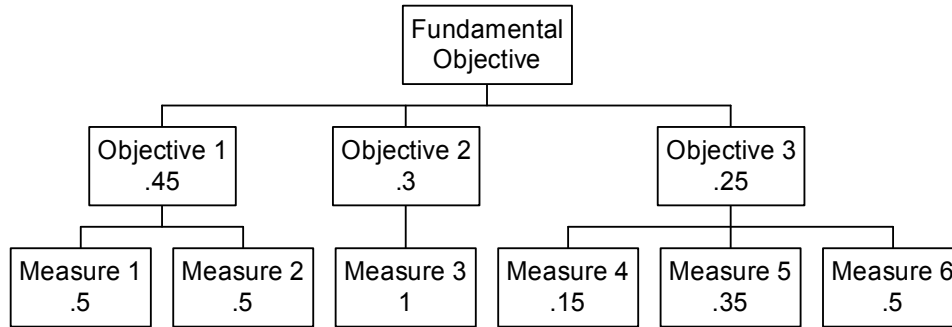 Fundamental
Objective
Objective 1
.45
Objective 2
.3
Objective 3
.25
Measure 1
.5
Measure 2
.5
Measure 3
1
Measure 4
.15
Measure 5
.35
Measure 6
.5